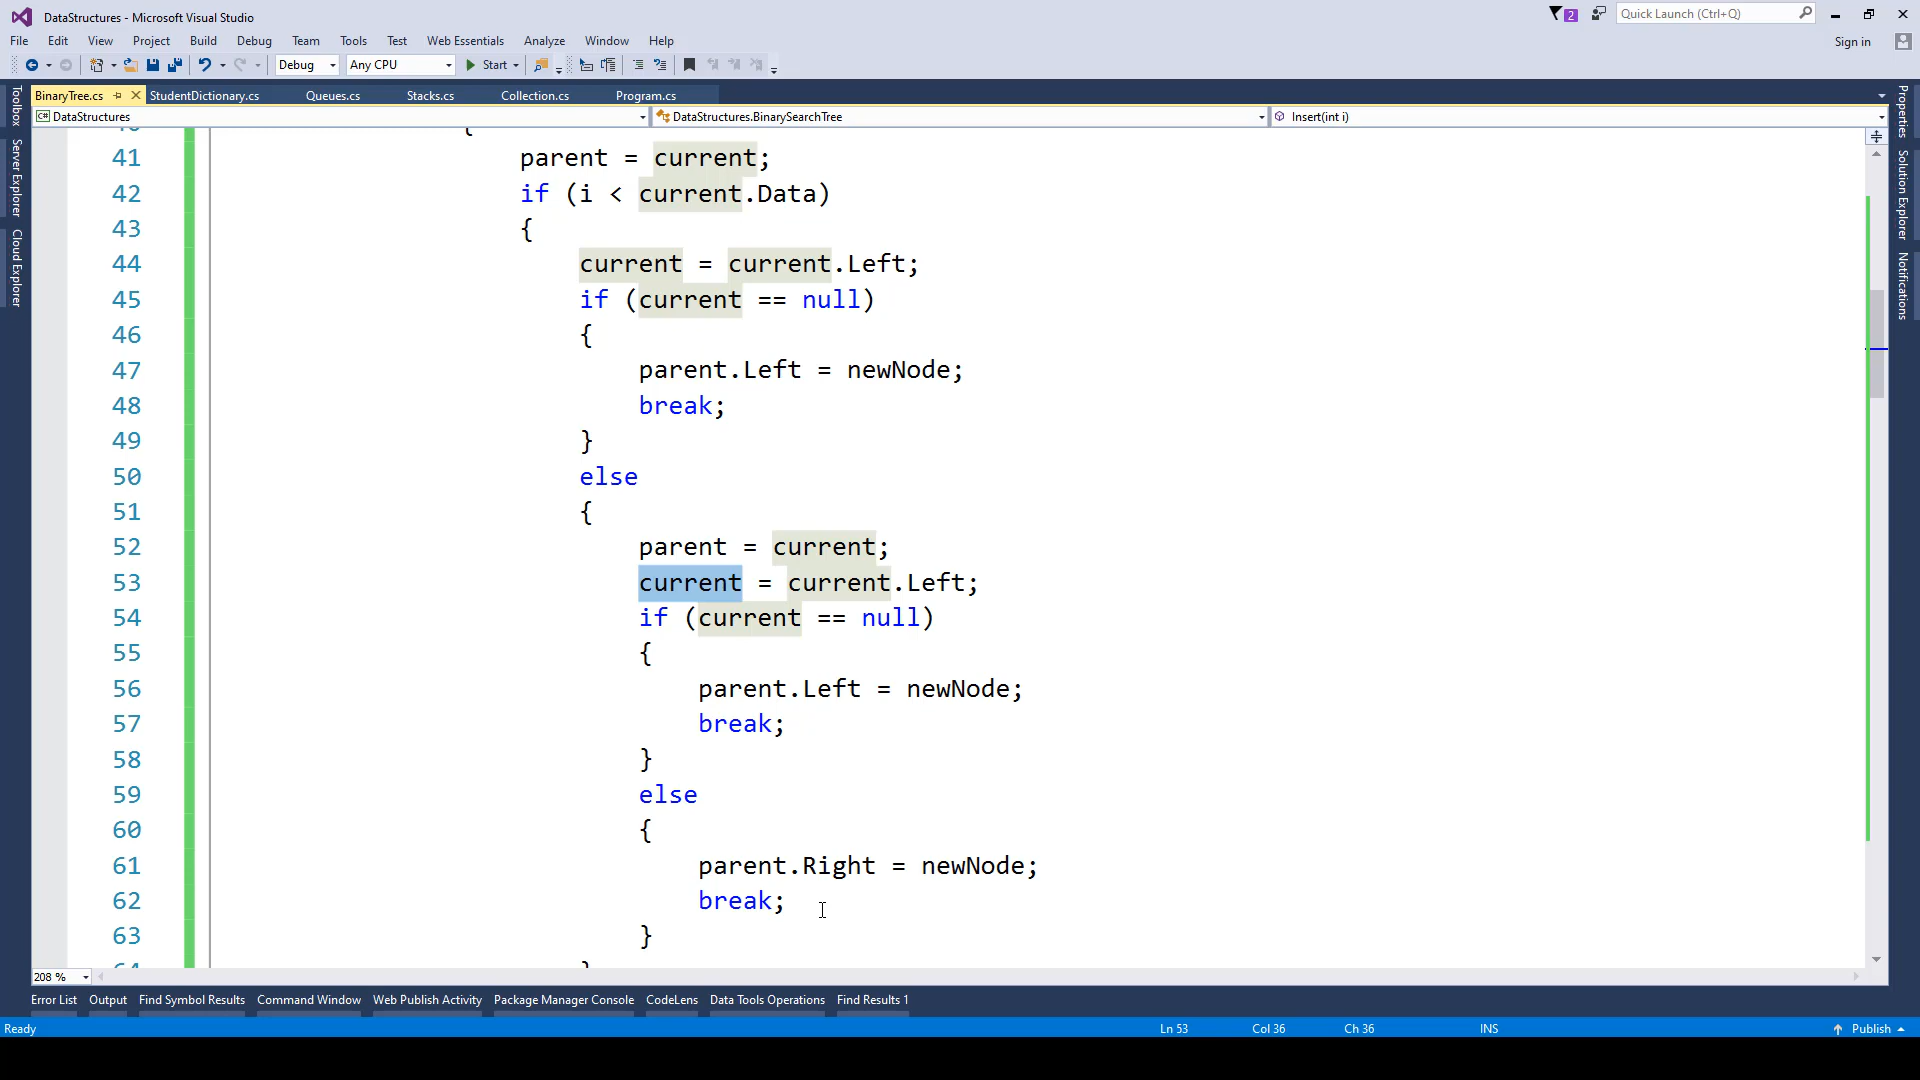 DataStructures - Microsoft Visual Studio
2
Quick Launch (Ctrl+Q)
File Edit View Project Build Debug Team Tools Test Web Essentials Analyze Window Help
Sign in
Debug Any CPU Start
BinaryTree.cs StudentDictionary.cs Queues.cs Stacks.cs Collection.cs Program.cs
DataStructures DataStructures.BinarySearchTree Insert(int i)
Toolbox
Server Explorer
Cloud Explorer
Properties
Solution Explorer
Notifications
{
41 parent = current;
42 if (i < current.Data)
43 {
44 current = current.Left;
45 if (current == null)
46 {
47 parent.Left = newNode;
48 break;
49 }
50 else
51 {
52 parent = current;
53 current = current.Left;
54 if (current == null)
55 {
56 parent.Left = newNode;
57 break;
58 }
59 else
60 {
61 parent.Right = newNode;
62 break;
63 }
208 %
Error List Output Find Symbol Results Command Window Web Publish Activity Package Manager Console CodeLens Data Tools Operations Find Results 1
Ready Ln 53 Col 36 Ch 36 INS Publish